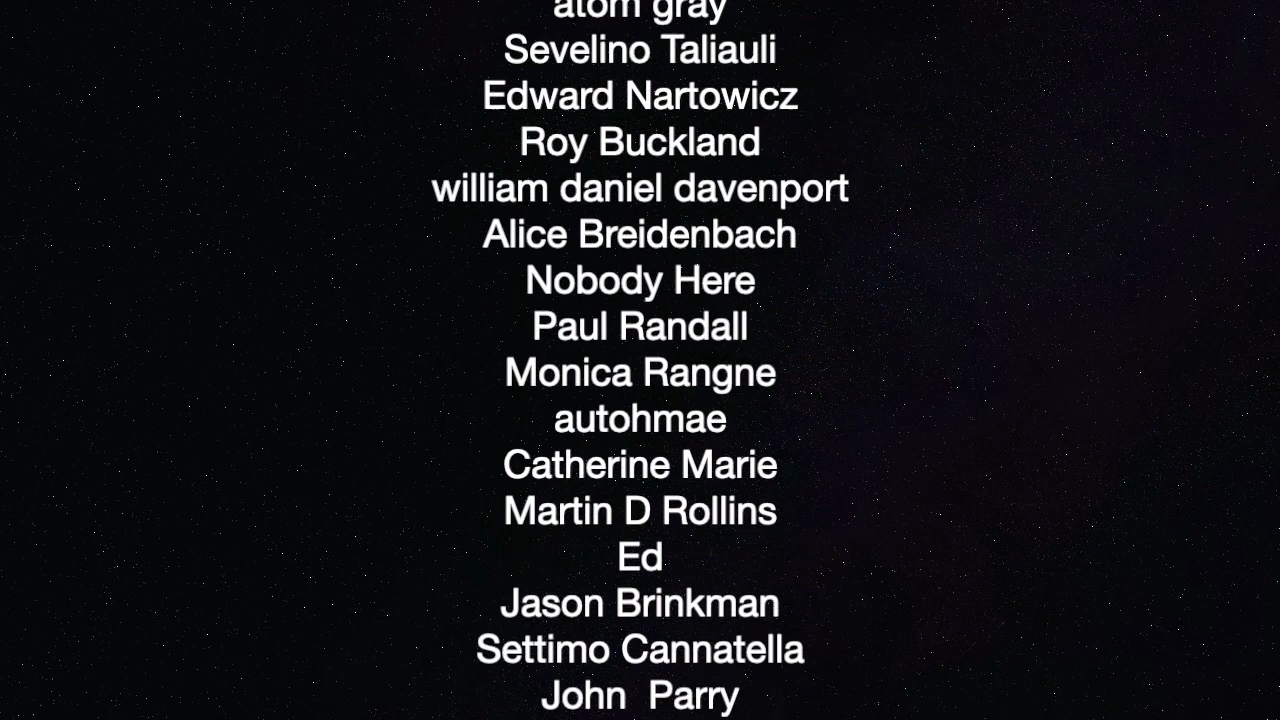 atom gray
Sevelino Taliauli
Edward Nartowicz
Roy Buckland
william daniel davenport
Alice Breidenbach
Nobody Here
Paul Randall
Monica Rangne
autohmae
Catherine Marie
Martin D Rollins
Ed
Jason Brinkman
Settimo Cannatella
John  Parry